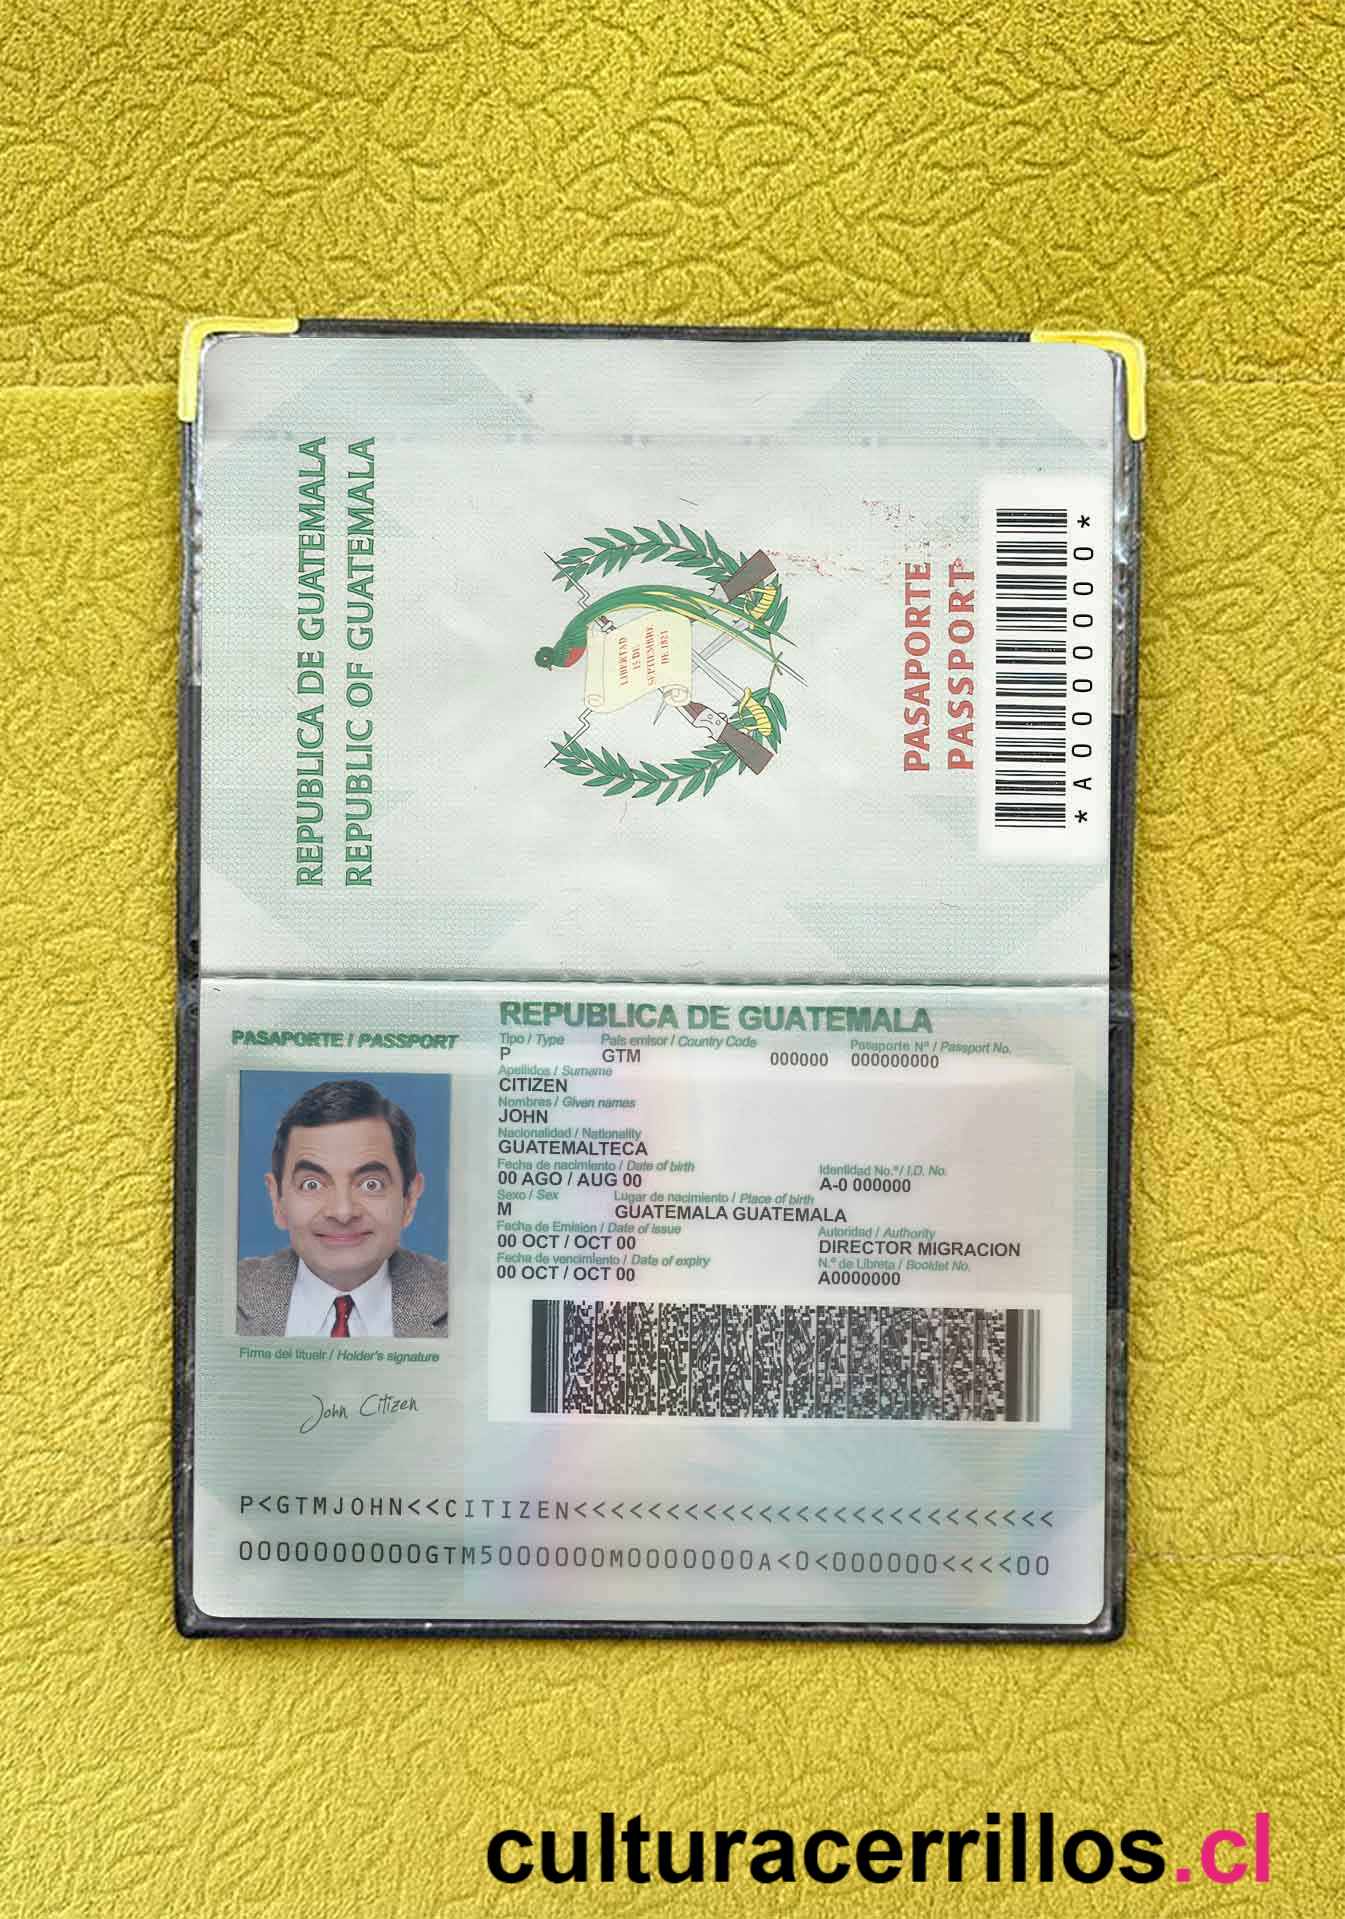 REPUBLICA DE GUATEMALA
REPUBLIC OF GUATEMALA
LIBERTAD
15 DE
SEPTIEMBRE
DE 1821
PASAPORTE
PASSPORT
*A0000000*
PASAPORTE / PASSPORT
REPUBLICA DE GUATEMALA
Tipo / Type País emisor / Country Code Pasaporte Nº / Passport No.
P GTM 000000 000000000
Apellidos / Surname
CITIZEN
Nombres / Given names
JOHN
Nacionalidad / Nationality
GUATEMALTECA
Fecha de nacimiento / Date of birth Identidad No.º/ I.D. No.
00 AGO / AUG 00 A-0 000000
Sexo / Sex Lugar de nacimiento / Place of birth
M GUATEMALA GUATEMALA
Fecha de Emisión / Date of issue Autoridad / Authority
00 OCT / OCT 00 DIRECTOR MIGRACION
Fecha de vencimiento / Date of expiry N.º de Libreta / Booklet No.
00 OCT / OCT 00 A0000000
Firma del titualr / Holder's signature
John Citizen
P<GTMJOHN<<CITIZEN<<<<<<<<<<<<<<<<<<<<<<<<<<
0000000000GTM5000000M0000000A<0<000000<<<<00
culturacerrillos.cl